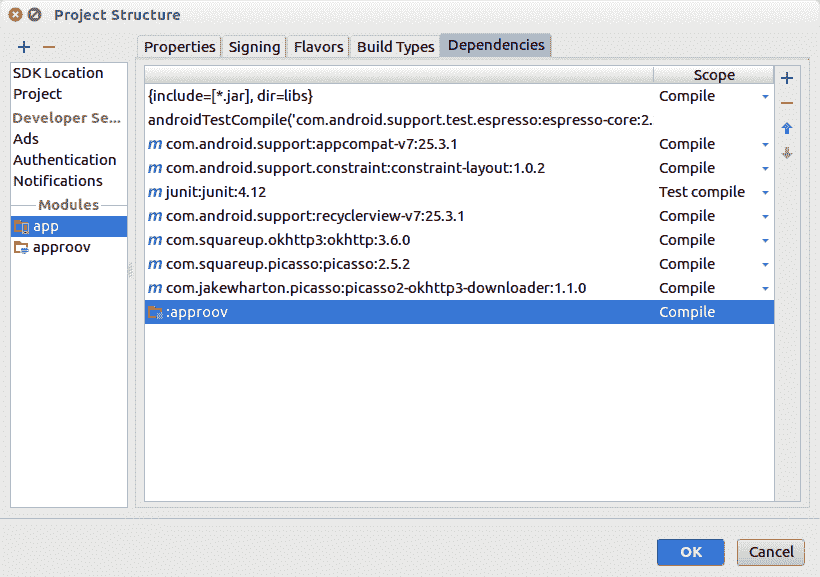 Project Structure
SDK Location
Project
Developer Se...
Ads
Authentication
Notifications
Modules
app
approov
Properties Signing Flavors Build Types Dependencies
Scope
{include=[*.jar], dir=libs} Compile
androidTestCompile('com.android.support.test.espresso:espresso-core:2.
m com.android.support:appcompat-v7:25.3.1 Compile
m com.android.support.constraint:constraint-layout:1.0.2 Compile
m junit:junit:4.12 Test compile
m com.android.support:recyclerview-v7:25.3.1 Compile
m com.squareup.okhttp3:okhttp:3.6.0 Compile
m com.squareup.picasso:picasso:2.5.2 Compile
m com.jakewharton.picasso:picasso2-okhttp3-downloader:1.1.0 Compile
:approov Compile
OK Cancel